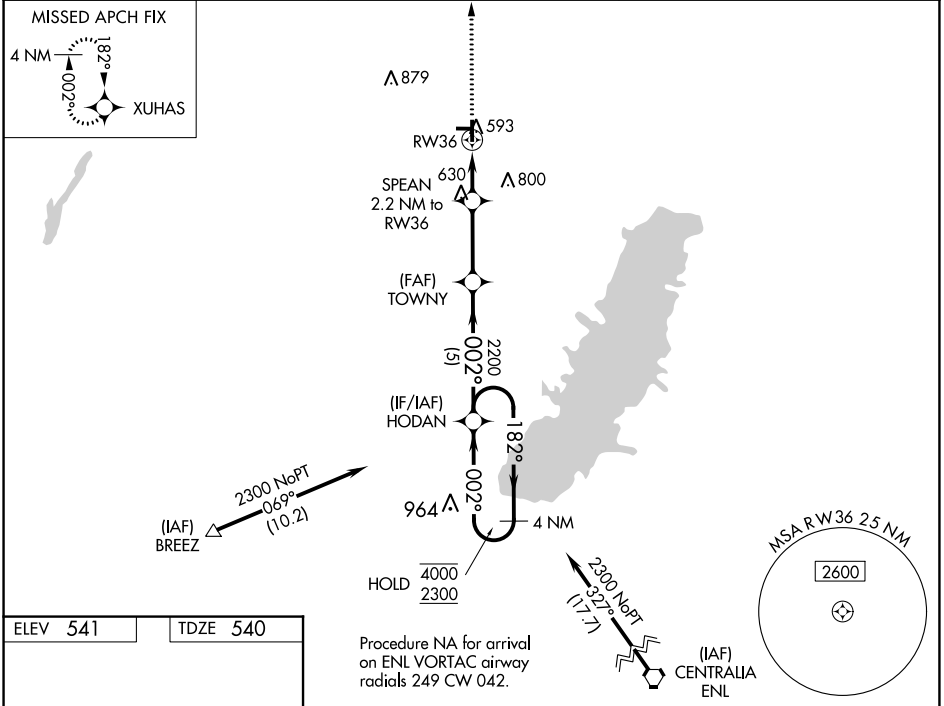 MISSED APCH FIX
4 NM
182°
002°
XUHAS
879
593
RW36
630
800
SPEAN
2.2 NM to
RW36
(FAF)
TOWNY
002°
(5)
2200
(IF/IAF)
HODAN
182°
002°
964
4 NM
2300 NoPT
069°
(10.2)
(IAF)
BREEZ
HOLD
4000
2300
2300 NoPT
327°
(17.7)
(IAF)
CENTRALIA
ENL
MSA RW36 25 NM
2600
Procedure NA for arrival
on ENL VORTAC airway
radials 249 CW 042.
ELEV 541
TDZE 540